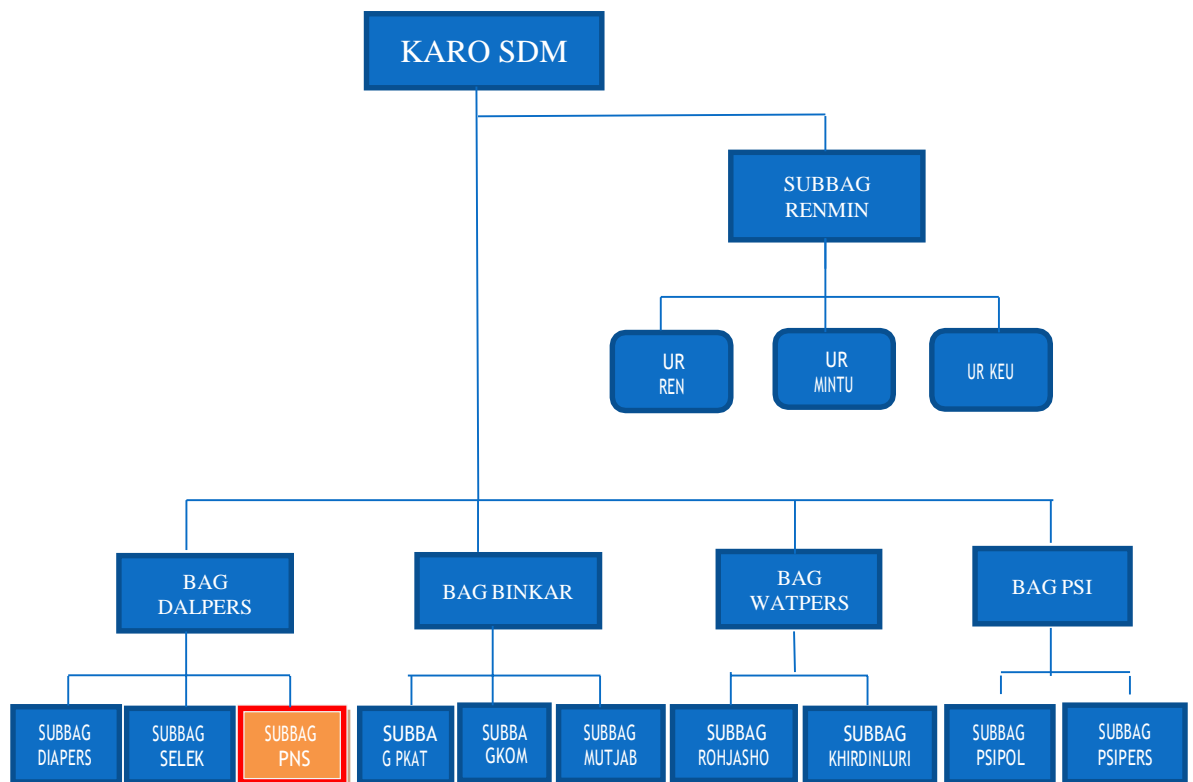 KARO SDM
SUBBAG
RENMIN
UR
REN
UR
MINTU
UR KEU
BAG
DALPERS
BAG BINKAR
BAG
WATPERS
BAG PSI
SUBBAG
DIAPERS
SUBBAG
SELEK
SUBBAG
PNS
SUBBA
G PKAT
SUBBA
GKOM
SUBBAG
MUTJAB
SUBBAG
ROHJASHO
SUBBAG
KHIRDINLURI
SUBBAG
PSIPOL
SUBBAG
PSIPERS